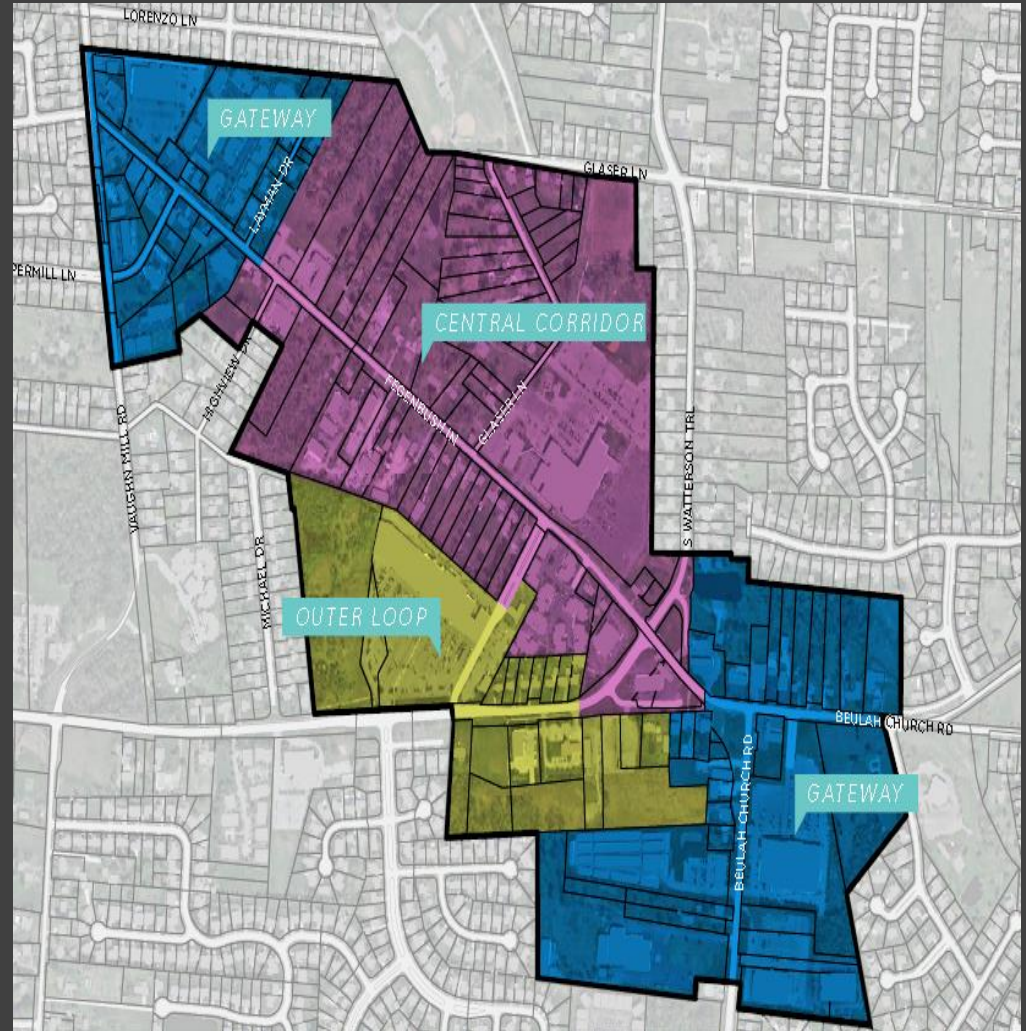 LORENZO LN
GATEWAY
GLASER LN
LAYMAN DR
PERMILL LN
CENTRAL CORRIDOR
HIGHVIEW DR
FEGENBUSH LN
GLASER LN
VAUGHN MILL RD
S WATTERSON TRL
MICHAEL DR
OUTER LOOP
BEULAH CHURCH RD
BEULAH CHURCH RD
GATEWAY